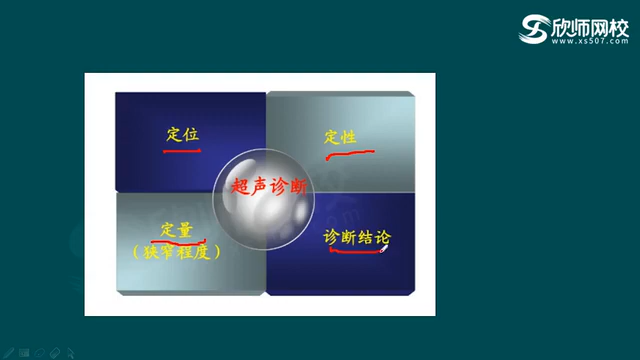 欣师网校
www.xs507.com
定位
定性
超声诊断
定量
（狭窄程度）
诊断结论